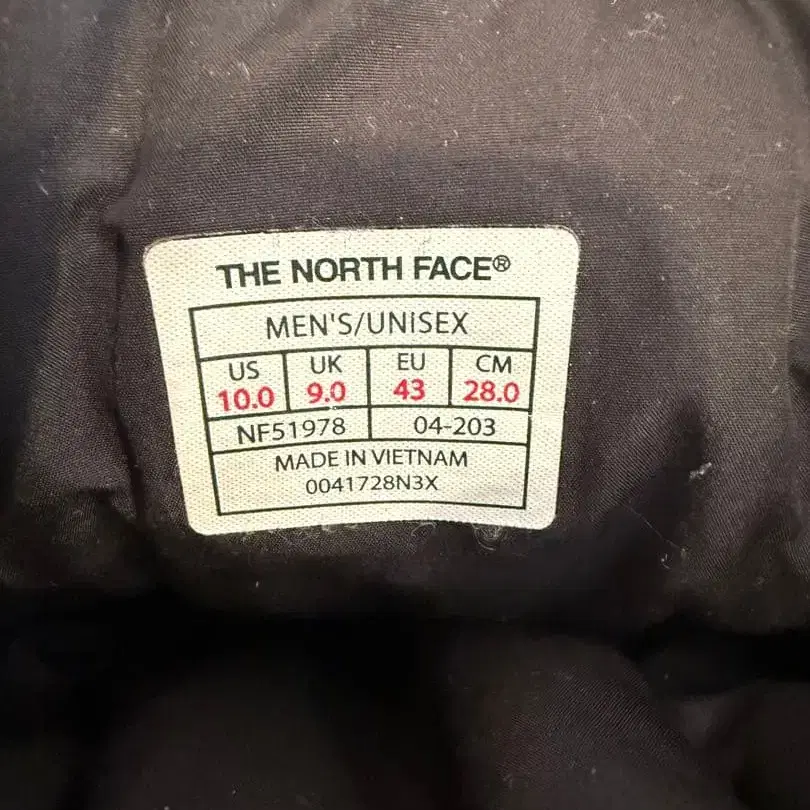 THE NORTH FACE®
MEN'S/UNISEX
US UK EU CM
10.0 9.0 43 28.0
NF51978 04-203
MADE IN VIETNAM
0041728N3X